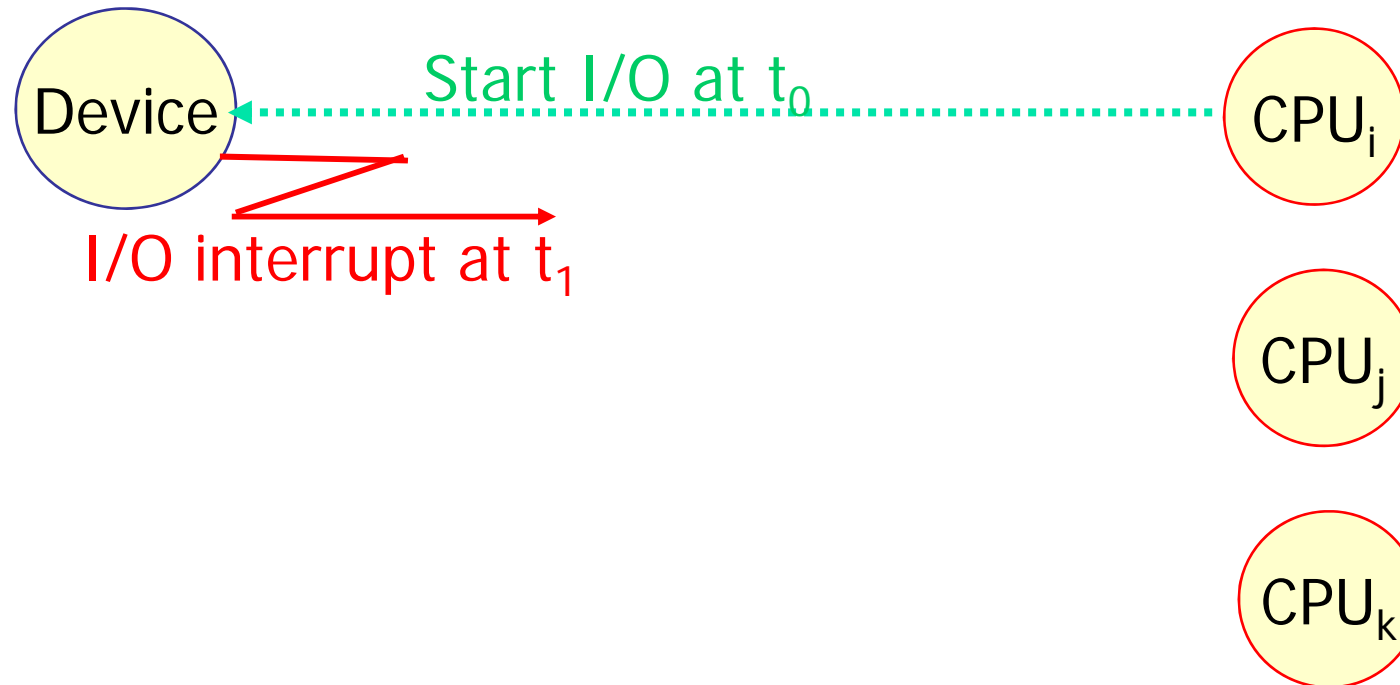 Start I/O at t₀
Device
CPUᵢ
I/O interrupt at t₁
CPUⱼ
CPUₖ